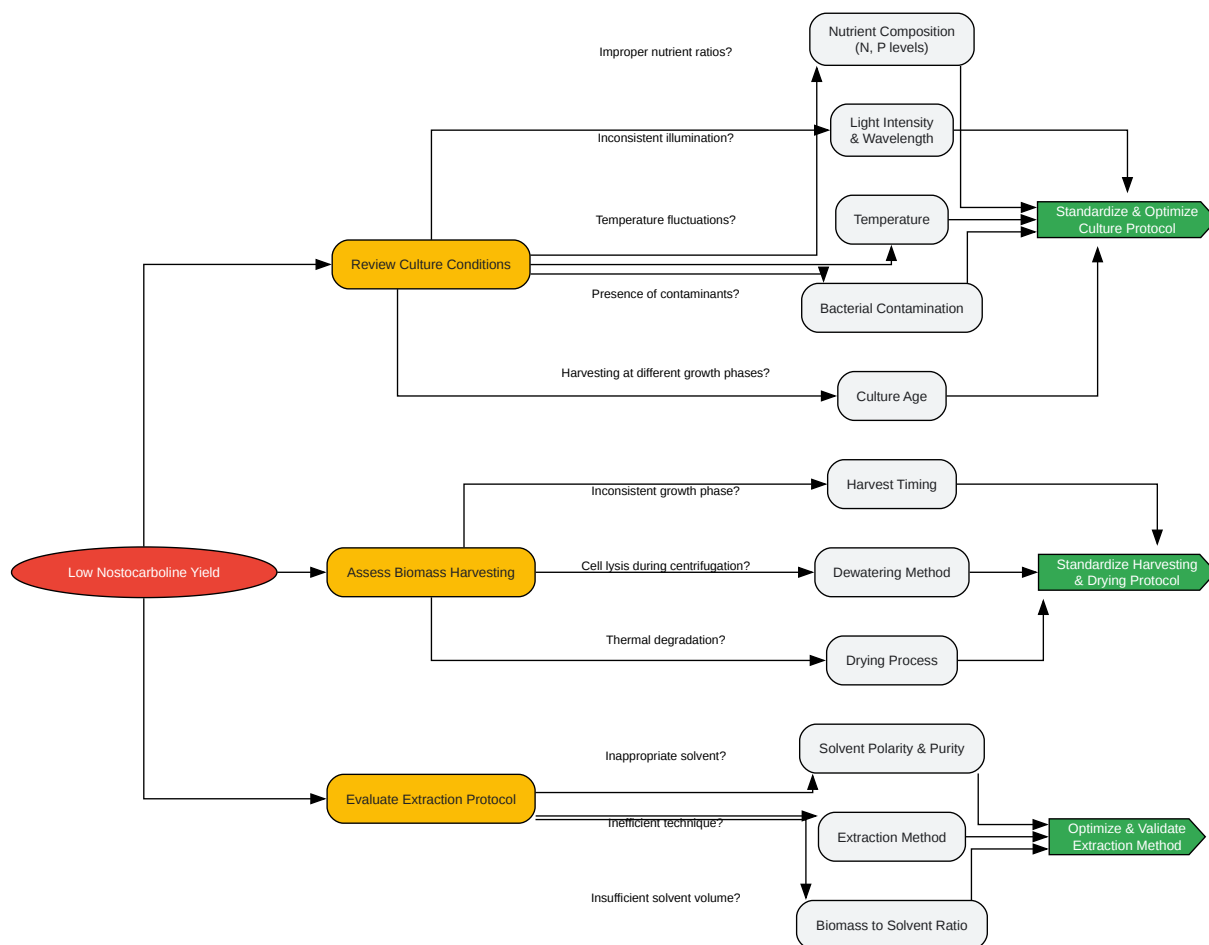 Nutrient Composition
(N, P levels)
Improper nutrient ratios?
Light Intensity
& Wavelength
Inconsistent illumination?
Temperature fluctuations?
Temperature
Standardize & Optimize
Culture Protocol
Review Culture Conditions
Presence of contaminants?
Bacterial Contamination
Harvesting at different growth phases?
Culture Age
Harvest Timing
Inconsistent growth phase?
Low Nostocarboline Yield
Assess Biomass Harvesting
Cell lysis during centrifugation?
Dewatering Method
Standardize Harvesting
& Drying Protocol
Thermal degradation?
Drying Process
Solvent Polarity & Purity
Inappropriate solvent?
Evaluate Extraction Protocol
Inefficient technique?
Extraction Method
Optimize & Validate
Extraction Method
Insufficient solvent volume?
Biomass to Solvent Ratio